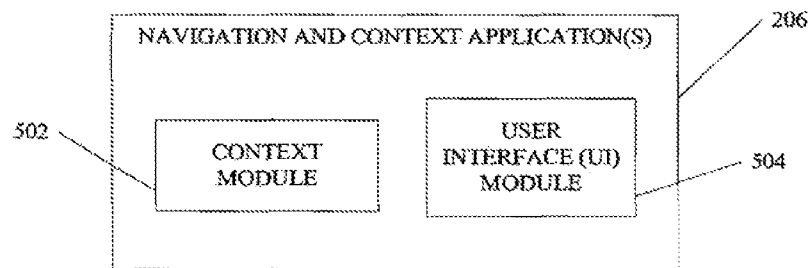 NAVIGATION AND CONTEXT APPLICATION(S)
206
502
CONTEXT
MODULE
USER
INTERFACE (UI)
MODULE
504